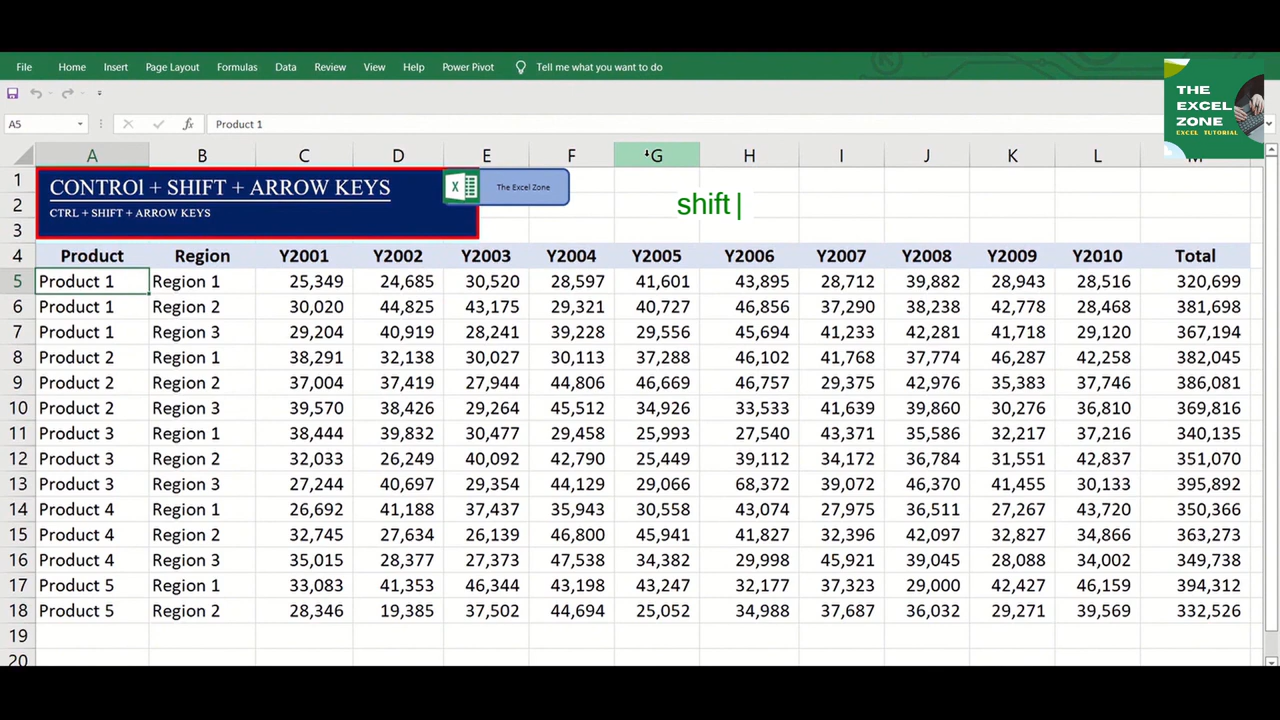 File Home Insert Page Layout Formulas Data Review View Help Power Pivot Tell me what you want to do
THE
EXCEL
ZONE
EXCEL TUTORIAL
A5 fx Product 1
A B C D E F G H I J K L M
1 CONTROl + SHIFT + ARROW KEYS The Excel Zone
2 CTRL + SHIFT + ARROW KEYS shift
3
4 Product Region Y2001 Y2002 Y2003 Y2004 Y2005 Y2006 Y2007 Y2008 Y2009 Y2010 Total
5 Product 1 Region 1 25,349 24,685 30,520 28,597 41,601 43,895 28,712 39,882 28,943 28,516 320,699
6 Product 1 Region 2 30,020 44,825 43,175 29,321 40,727 46,856 37,290 38,238 42,778 28,468 381,698
7 Product 1 Region 3 29,204 40,919 28,241 39,228 29,556 45,694 41,233 42,281 41,718 29,120 367,194
8 Product 2 Region 1 38,291 32,138 30,027 30,113 37,288 46,102 41,768 37,774 46,287 42,258 382,045
9 Product 2 Region 2 37,004 37,419 27,944 44,806 46,669 46,757 29,375 42,976 35,383 37,746 386,081
10 Product 2 Region 3 39,570 38,426 29,264 45,512 34,926 33,533 41,639 39,860 30,276 36,810 369,816
11 Product 3 Region 1 38,444 39,832 30,477 29,458 25,993 27,540 43,371 35,586 32,217 37,216 340,135
12 Product 3 Region 2 32,033 26,249 40,092 42,790 25,449 39,112 34,172 36,784 31,551 42,837 351,070
13 Product 3 Region 3 27,244 40,697 29,354 44,129 29,066 68,372 39,072 46,370 41,455 30,133 395,892
14 Product 4 Region 1 26,692 41,188 37,437 35,943 30,558 43,074 27,975 36,511 27,267 43,720 350,366
15 Product 4 Region 2 32,745 27,634 26,139 46,800 45,941 41,827 32,396 42,097 32,827 34,866 363,273
16 Product 4 Region 3 35,015 28,377 27,373 47,538 34,382 29,998 45,921 39,045 28,088 34,002 349,738
17 Product 5 Region 1 33,083 41,353 46,344 43,198 43,247 32,177 37,323 29,000 42,427 46,159 394,312
18 Product 5 Region 2 28,346 19,385 37,502 44,694 25,052 34,988 37,687 36,032 29,271 39,569 332,526
19
20